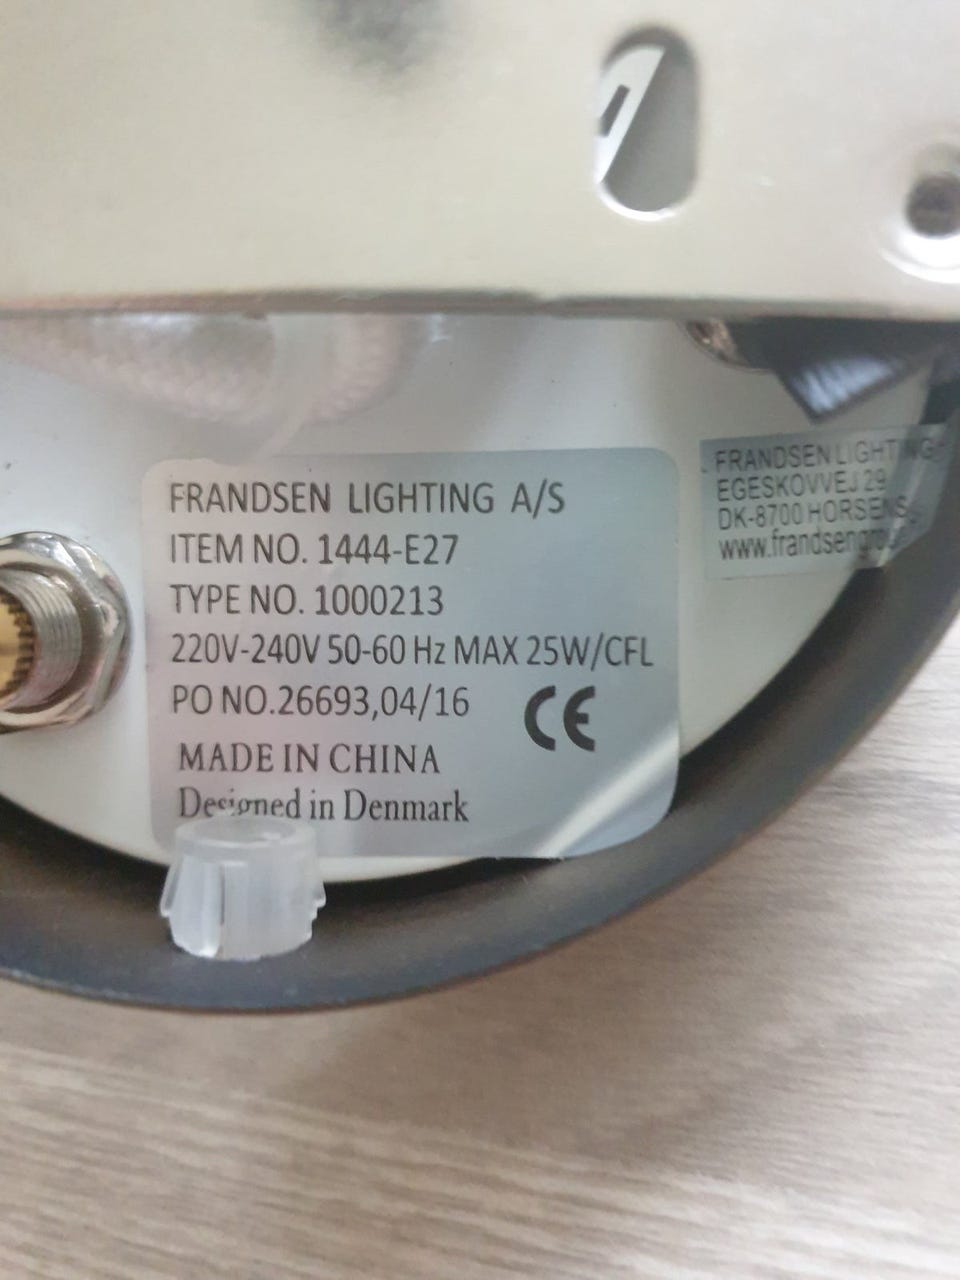 FRANDSEN LIGHTING A/S
ITEM NO. 1444-E27
TYPE NO. 1000213
220V-240V 50-60 Hz MAX 25W/CFL
PO NO.26693,04/16
CE
MADE IN CHINA
Designed in Denmark
FRANDSEN LIGHTING
EGESKOVVEJ 29
DK-8700 HORSENS